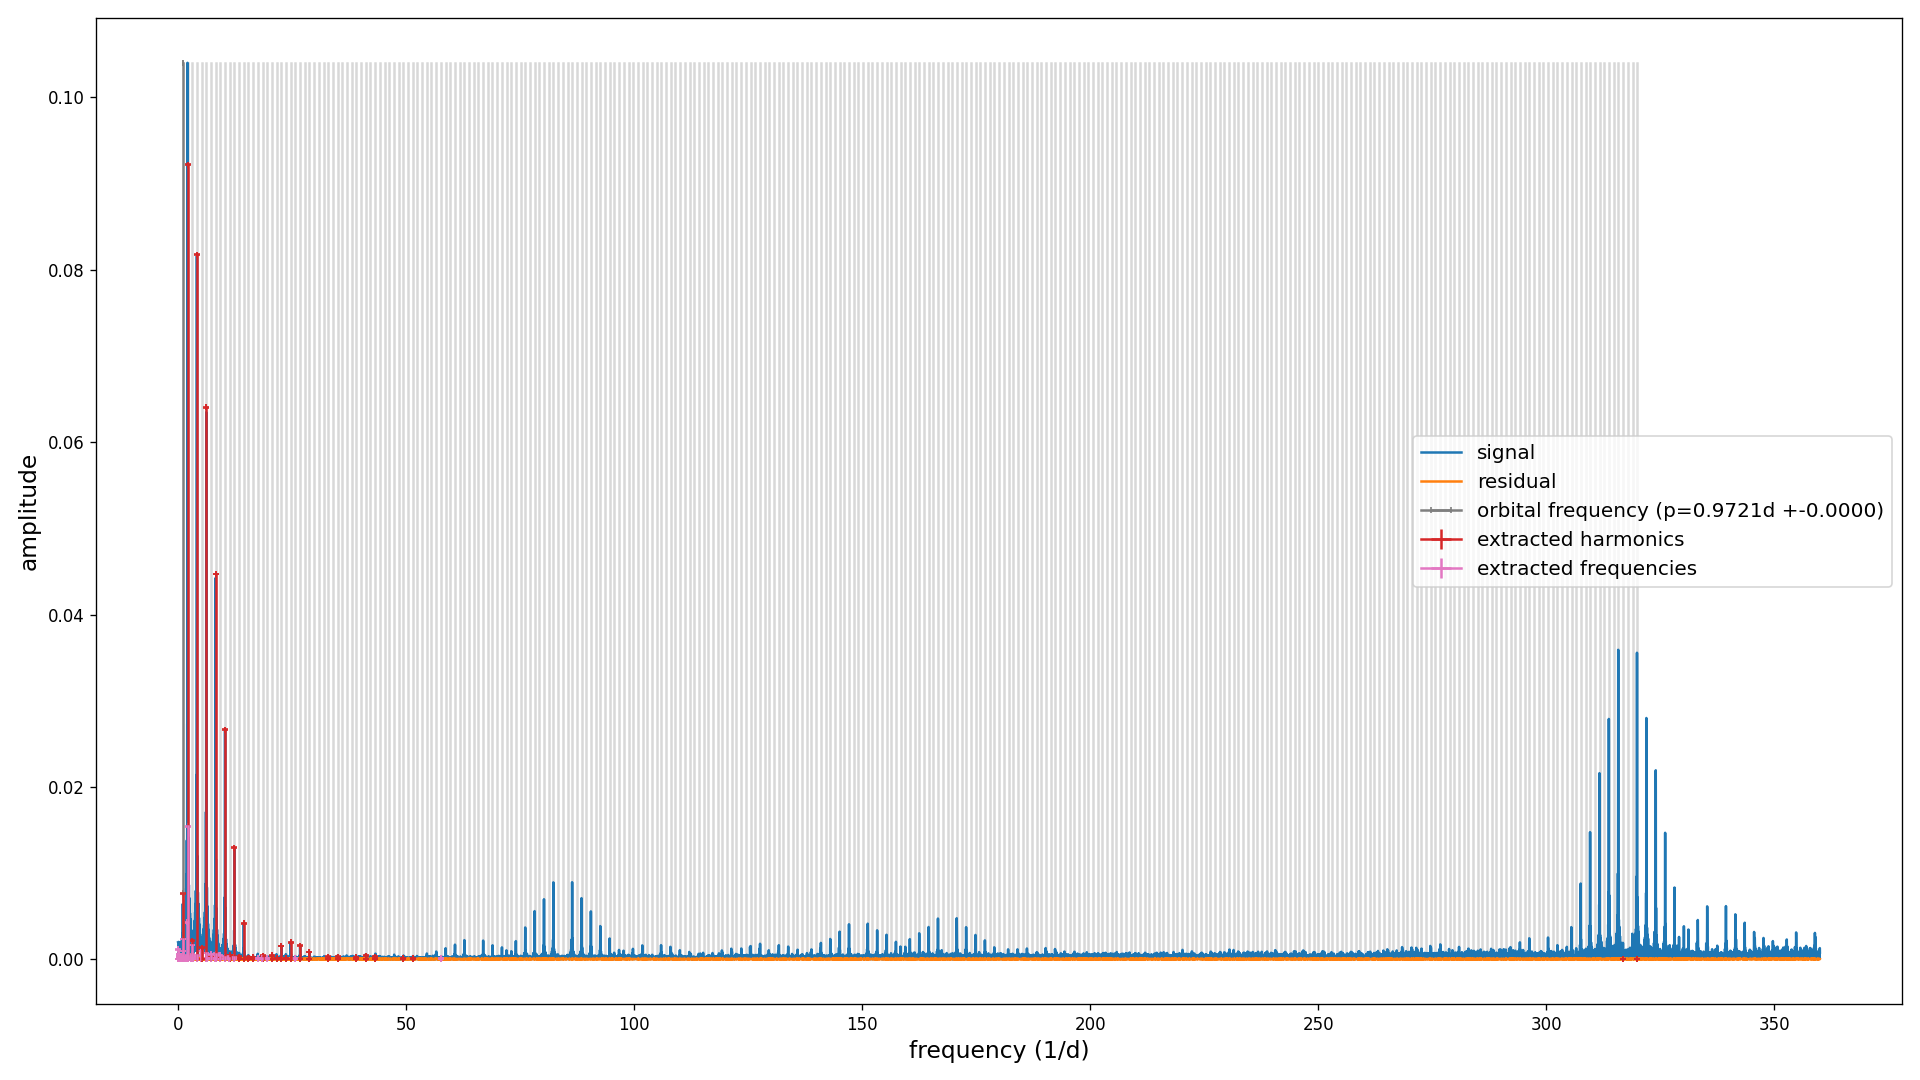 0.10
0.08
0.06
0.04
0.02
0.00
amplitude
signal
residual
orbital frequency (p=0.9721d +-0.0000)
extracted harmonics
extracted frequencies
0 50 100 150 200 250 300 350
frequency (1/d)